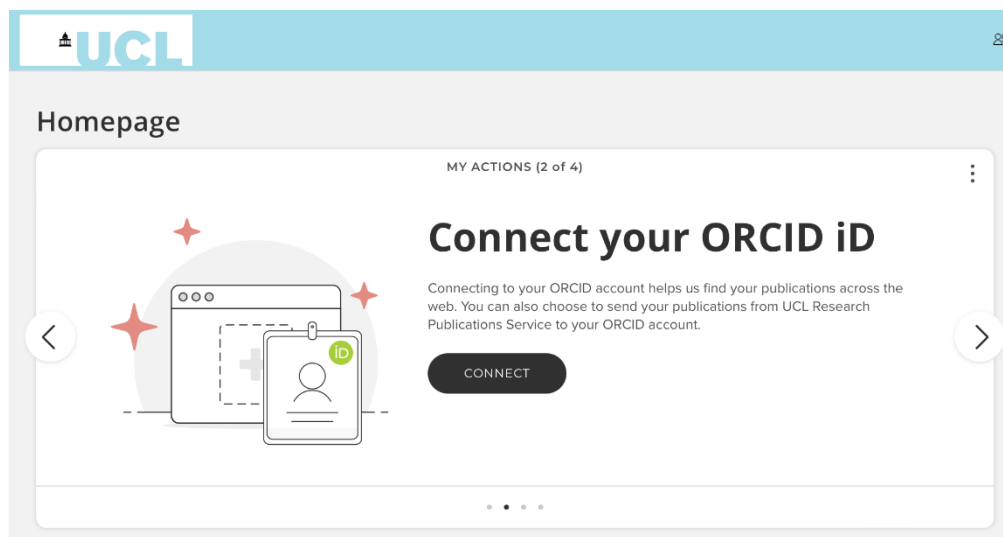 UCL
Homepage
MY ACTIONS (2 of 4)
Connect your ORCID iD
Connecting to your ORCID account helps us find your publications across the
web. You can also choose to send your publications from UCL Research
Publications Service to your ORCID account.
iD
CONNECT